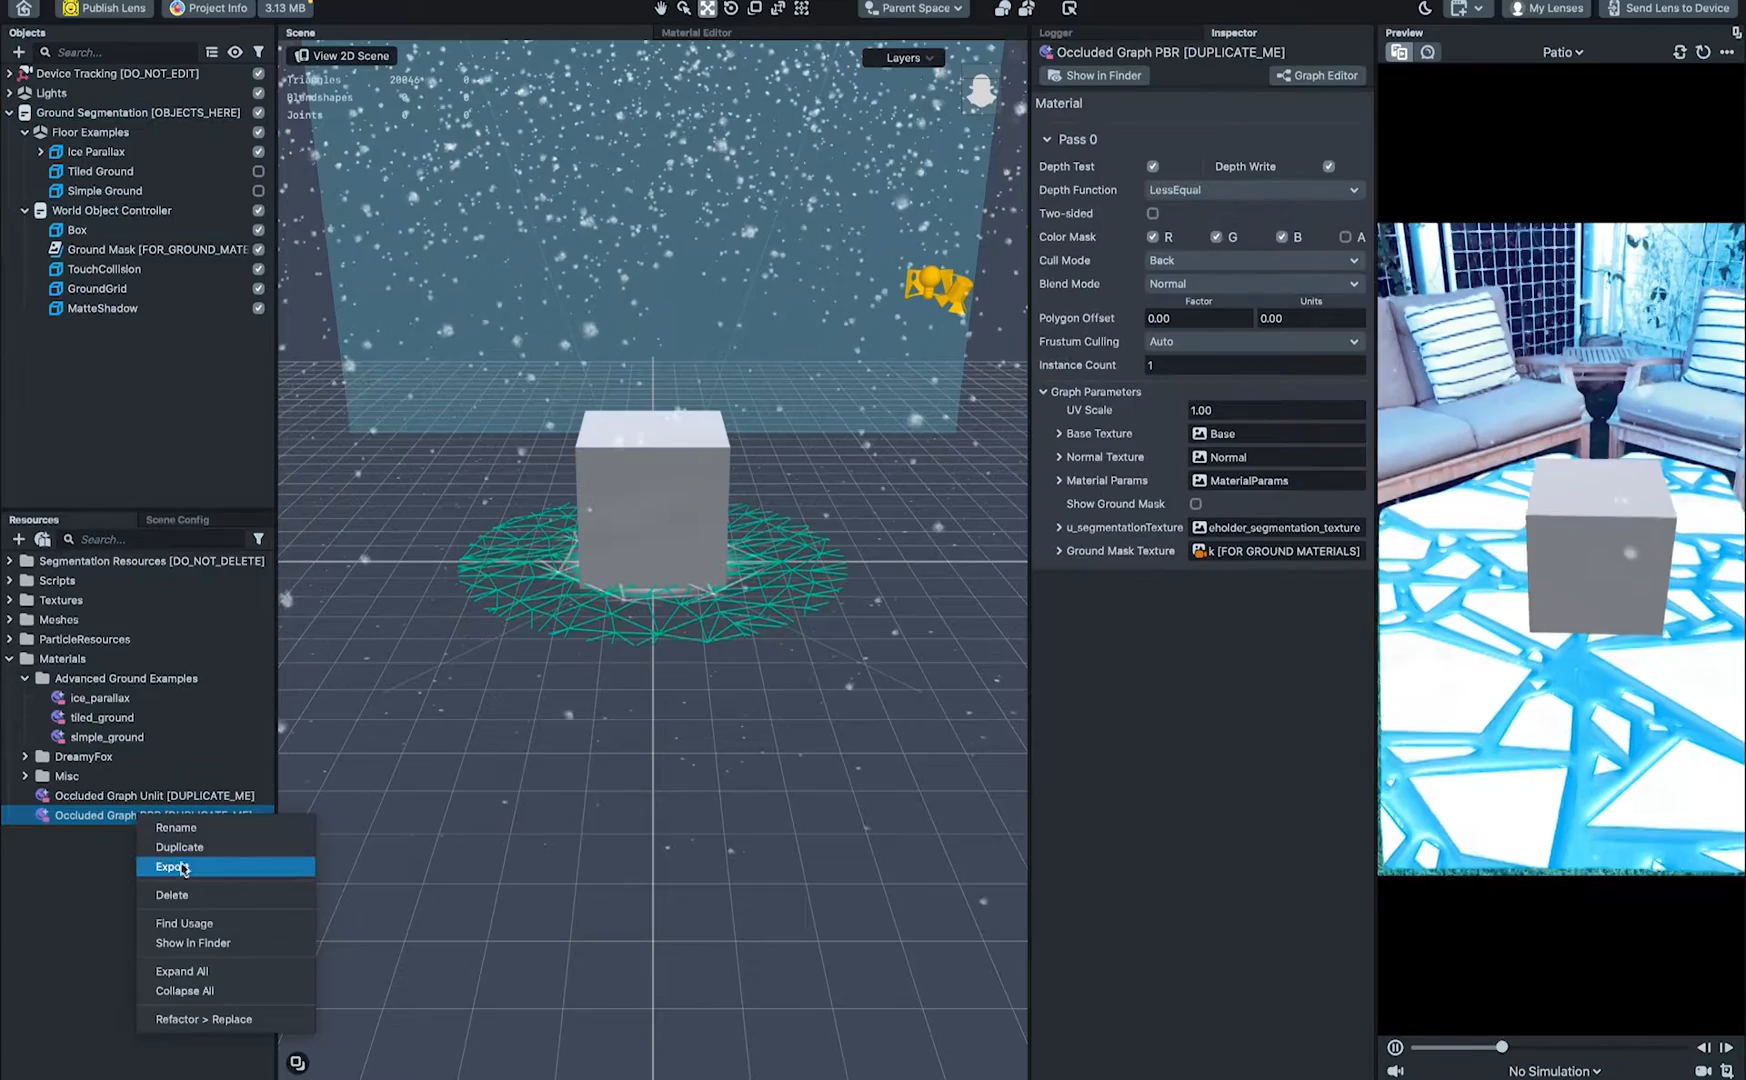 Publish Lens
Project Info
3.13 MB
Parent Space
My Lenses
Send Lens to Device
Objects
Search...
Device Tracking [DO_NOT_EDIT]
Lights
Ground Segmentation [OBJECTS_HERE]
Floor Examples
Ice Parallax
Tiled Ground
Simple Ground
World Object Controller
Box
Ground Mask [FOR_GROUND_MATE
TouchCollision
GroundGrid
MatteShadow
Resources
Scene Config
Search...
Segmentation Resources [DO_NOT_DELETE]
Scripts
Textures
Meshes
ParticleResources
Materials
Advanced Ground Examples
ice_parallax
tiled_ground
simple_ground
DreamyFox
Misc
Occluded Graph Unlit [DUPLICATE_ME]
Occluded Graph PBR [DUPLICATE_ME]
Rename
Duplicate
Export
Delete
Find Usage
Show in Finder
Expand All
Collapse All
Refactor > Replace
Scene
Material Editor
View 2D Scene
Layers
Triangles 20046 0
Blendshapes 0 0
Joints 0 0
Logger
Inspector
Occluded Graph PBR [DUPLICATE_ME]
Show in Finder
Graph Editor
Material
Pass 0
Depth Test
Depth Write
Depth Function LessEqual
Two-sided
Color Mask R G B A
Cull Mode Back
Blend Mode Normal
Factor Units
Polygon Offset 0.00 0.00
Frustum Culling Auto
Instance Count 1
Graph Parameters
UV Scale 1.00
Base Texture Base
Normal Texture Normal
Material Params MaterialParams
Show Ground Mask
u_segmentationTexture eholder_segmentation_texture
Ground Mask Texture k [FOR GROUND MATERIALS]
Preview
Patio
No Simulation